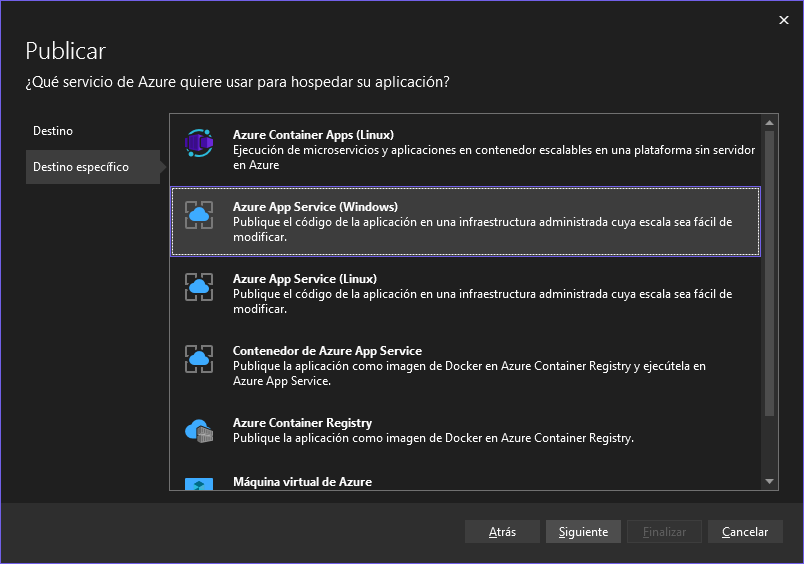 Publicar
¿Qué servicio de Azure quiere usar para hospedar su aplicación?
Destino
Destino específico
Azure Container Apps (Linux)
Ejecución de microservicios y aplicaciones en contenedor escalables en una plataforma sin servidor
en Azure
Azure App Service (Windows)
Publique el código de la aplicación en una infraestructura administrada cuya escala sea fácil de
modificar.
Azure App Service (Linux)
Publique el código de la aplicación en una infraestructura administrada cuya escala sea fácil de
modificar.
Contenedor de Azure App Service
Publique la aplicación como imagen de Docker en Azure Container Registry y ejecútela en
Azure App Service.
Azure Container Registry
Publique la aplicación como imagen de Docker en Azure Container Registry.
Máquina virtual de Azure
Atrás
Siguiente
Finalizar
Cancelar